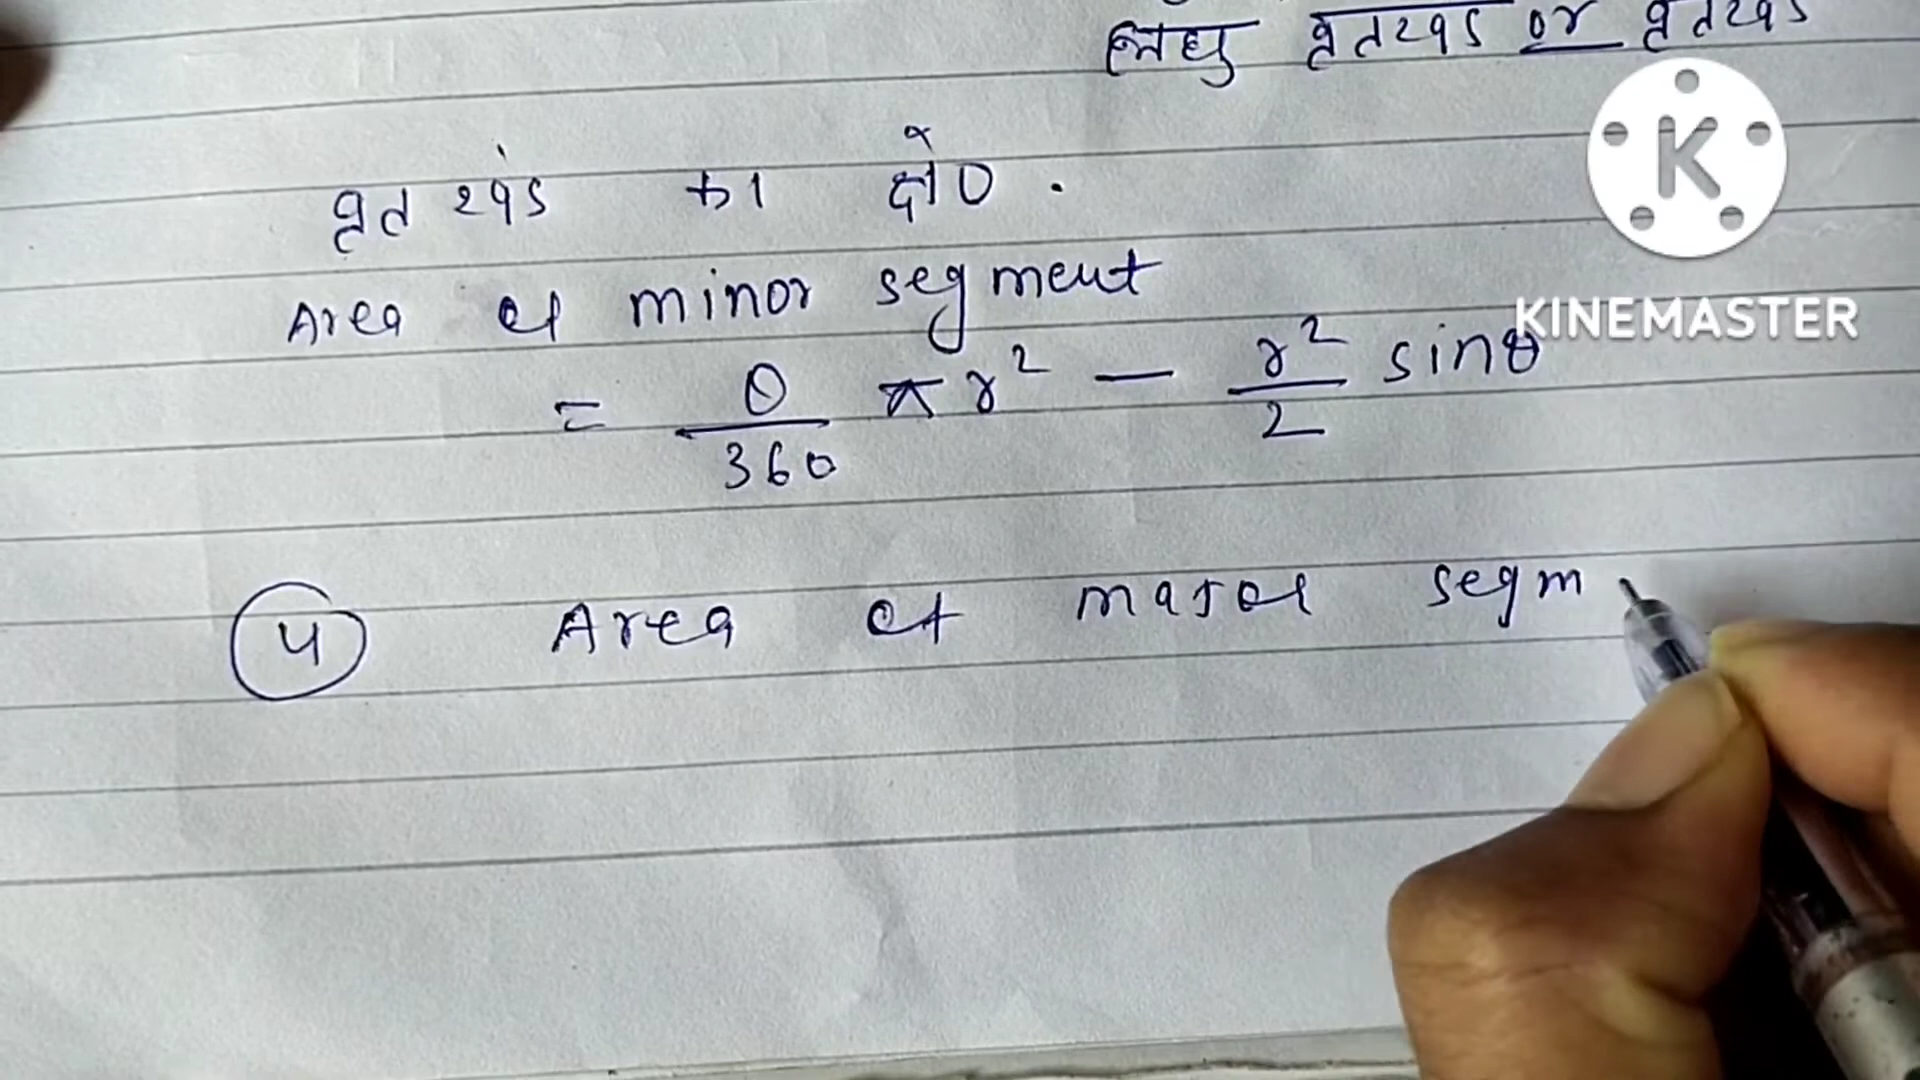 लघु वृतखंड or वृतखंड
वृत खंड का क्षे० .
K
KINEMASTER
Area of minor segment
= θ/360 πr² — r²/2 sinθ
4 Area of major segm